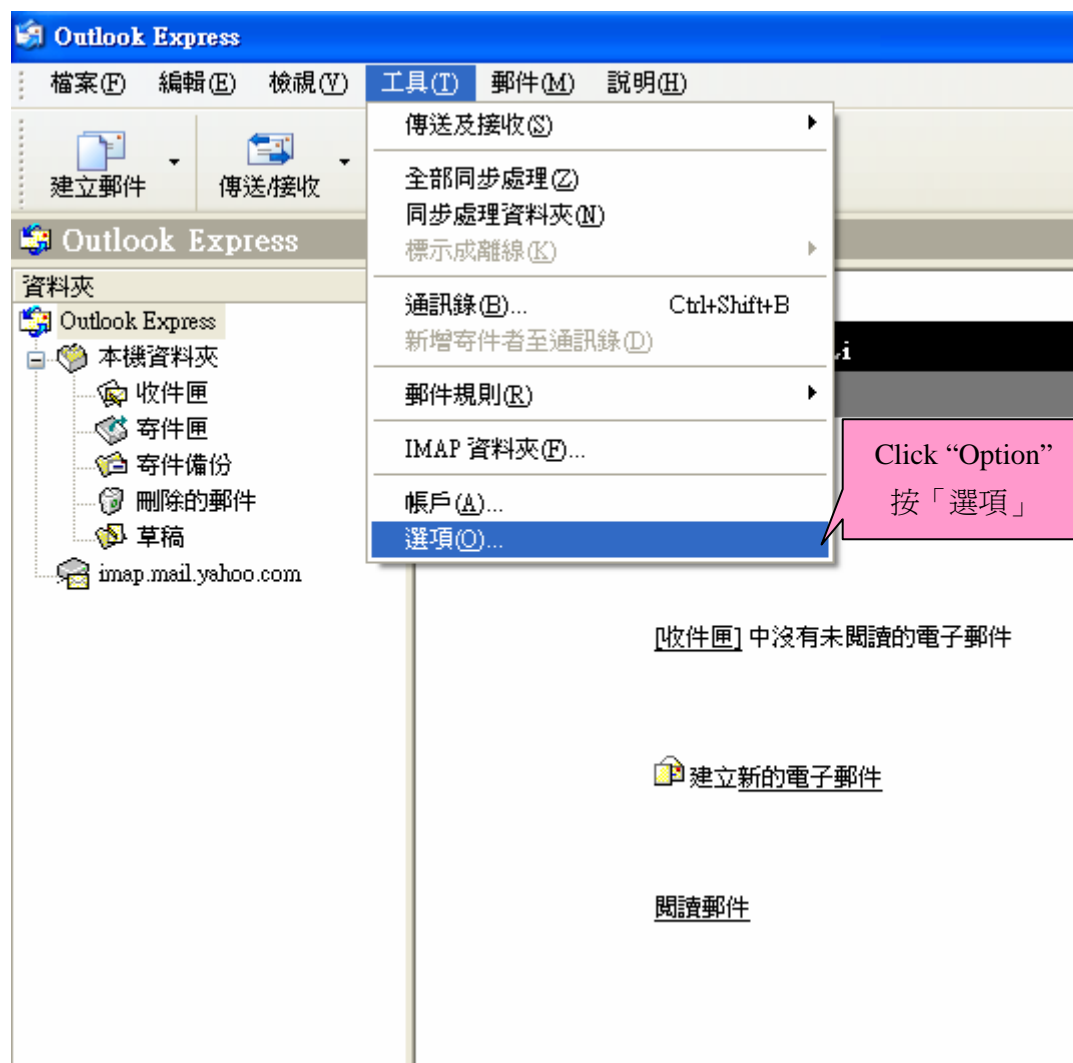 Outlook Express
檔案(F) 編輯(E) 檢視(V) 工具(T) 郵件(M) 說明(H)
建立郵件 傳送/接收
Outlook Express
資料夾
Outlook Express
本機資料夾
收件匣
寄件匣
寄件備份
刪除的郵件
草稿
imap.mail.yahoo.com
傳送及接收(S)
全部同步處理(Z)
同步處理資料夾(N)
標示成離線(K)
通訊錄(B)... Ctrl+Shift+B
新增寄件者至通訊錄(D)
郵件規則(R)
IMAP 資料夾(F)...
帳戶(A)...
選項(O)...
Click “Option”
按「選項」
[收件匣] 中沒有未閱讀的電子郵件
建立新的電子郵件
閱讀郵件